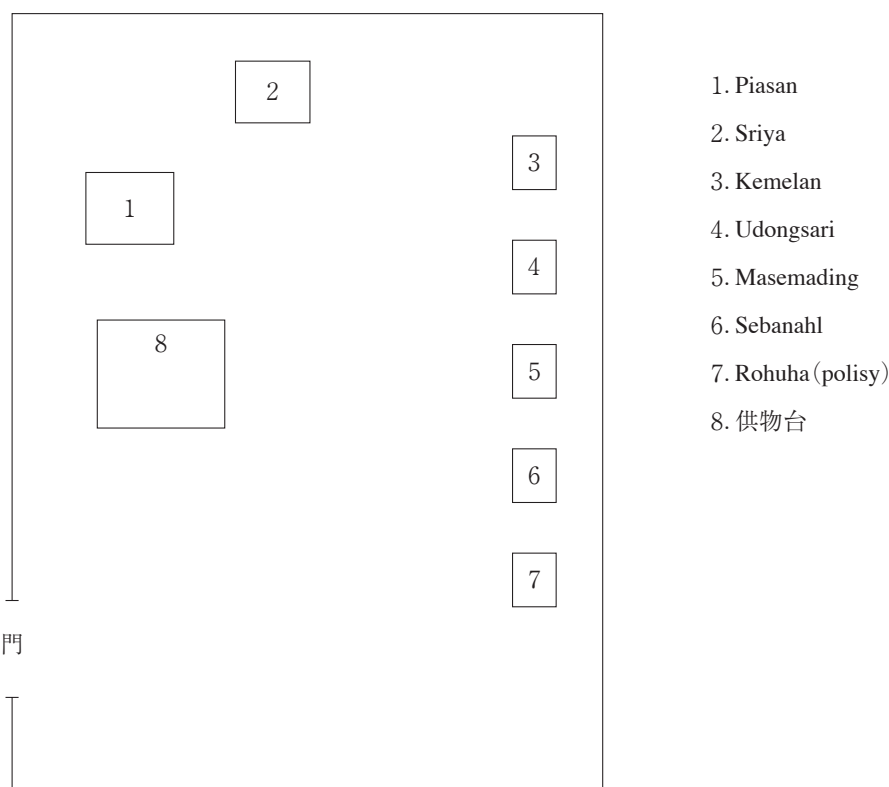 2
3
1
4
8
5
6
7
門
1. Piasan
2. Sriya
3. Kemelan
4. Udongsari
5. Masemading
6. Sebanahl
7. Rohuha（polisy）
8. 供物台